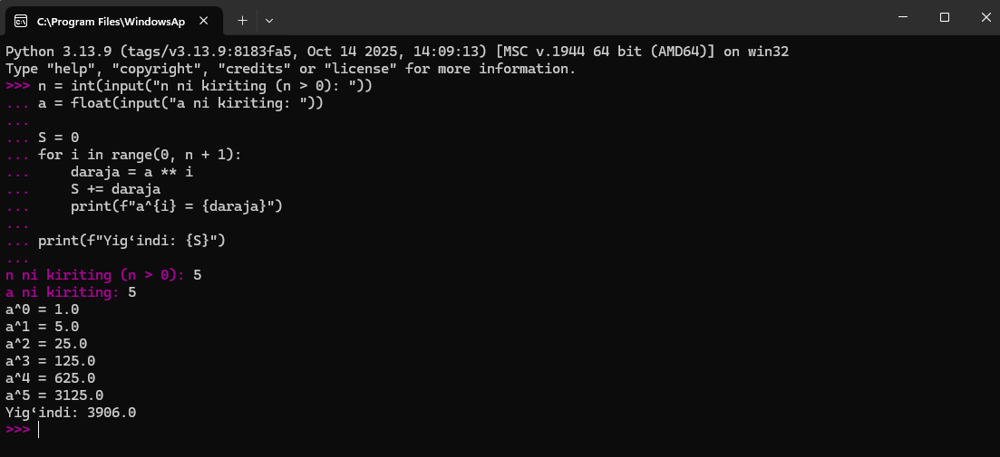 C:\Program Files\WindowsAp
Python 3.13.9 (tags/v3.13.9:8183fa5, Oct 14 2025, 14:09:13) [MSC v.1944 64 bit (AMD64)] on win32
Type "help", "copyright", "credits" or "license" for more information.
>>> n = int(input("n ni kiriting (n > 0): "))
... a = float(input("a ni kiriting: "))
...
... S = 0
... for i in range(0, n + 1):
...     daraja = a ** i
...     S += daraja
...     print(f"a^{i} = {daraja}")
...
... print(f"Yig‘indi: {S}")
...
n ni kiriting (n > 0): 5
a ni kiriting: 5
a^0 = 1.0
a^1 = 5.0
a^2 = 25.0
a^3 = 125.0
a^4 = 625.0
a^5 = 3125.0
Yig‘indi: 3906.0
>>>